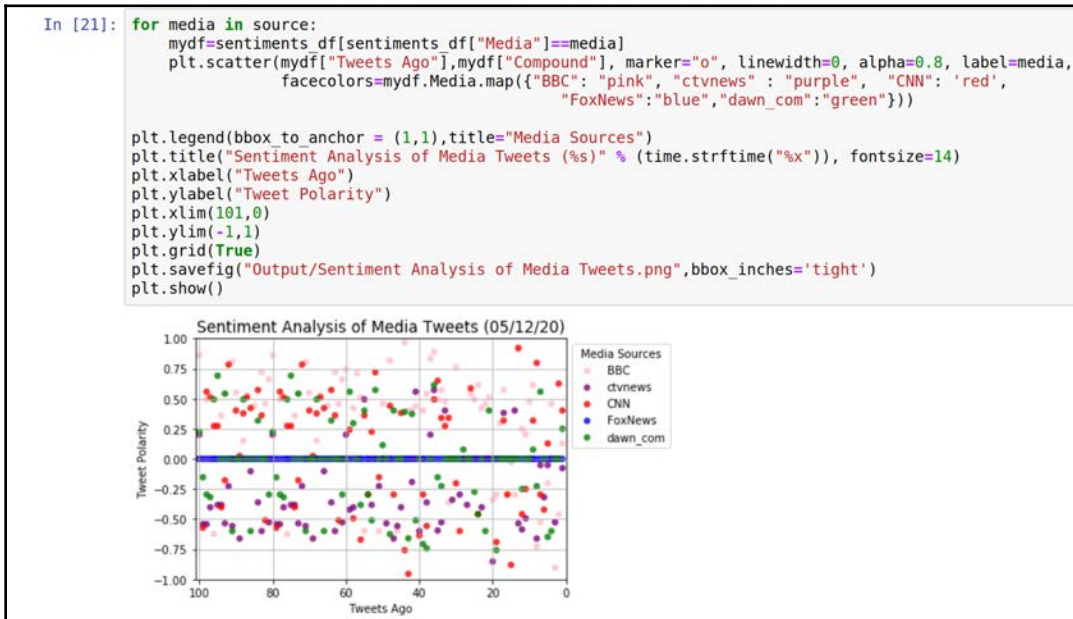 In [21]: for media in source:
mydf=sentiments_df[sentiments_df["Media"]==media]
plt.scatter(mydf["Tweets Ago"],mydf["Compound"], marker="o", linewidth=0, alpha=0.8, label=media,
facecolors=mydf.Media.map({"BBC": "pink", "ctvnews" : "purple", "CNN": 'red',
"FoxNews":"blue","dawn_com":"green"}))
plt.legend(bbox_to_anchor = (1,1),title="Media Sources")
plt.title("Sentiment Analysis of Media Tweets (%s)" % (time.strftime("%x")), fontsize=14)
plt.xlabel("Tweets Ago")
plt.ylabel("Tweet Polarity")
plt.xlim(101,0)
plt.ylim(-1,1)
plt.grid(True)
plt.savefig("Output/Sentiment Analysis of Media Tweets.png",bbox_inches='tight')
plt.show()
Sentiment Analysis of Media Tweets (05/12/20)
Tweet Polarity
1.00
0.75
0.50
0.25
0.00
−0.25
−0.50
−0.75
−1.00
100 80 60 40 20 0
Tweets Ago
Media Sources
BBC
ctvnews
CNN
FoxNews
dawn_com